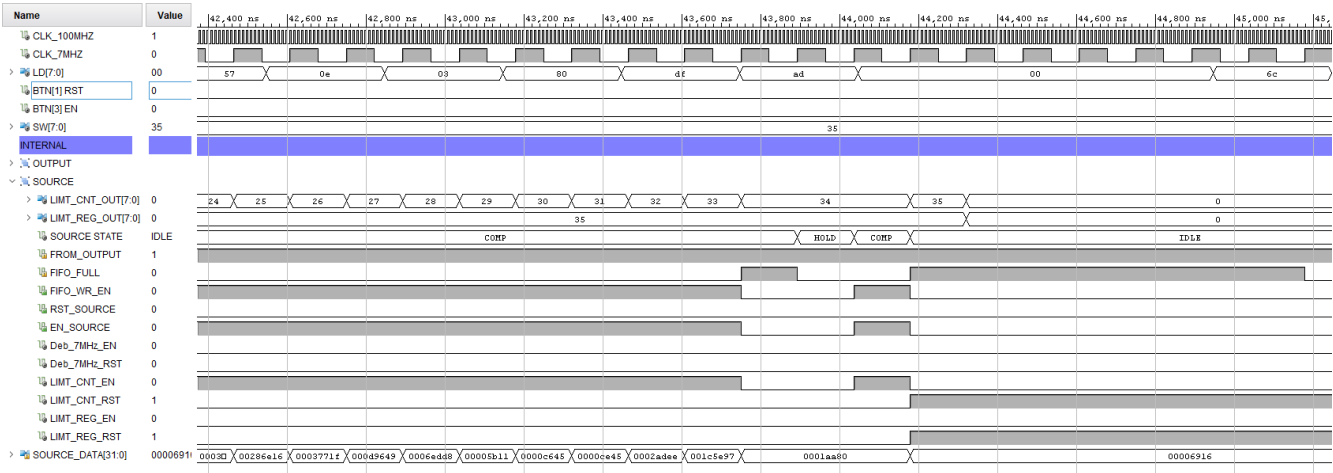 Name Value 42,400 ns 42,600 ns 42,800 ns 43,000 ns 43,200 ns 43,400 ns 43,600 ns 43,800 ns 44,000 ns 44,200 ns 44,400 ns 44,600 ns 44,800 ns 45,000 ns 45,
CLK_100MHZ 1
CLK_7MHZ 0
LD[7:0] 00 57 0e 03 80 df ad 00 6c
BTN[1] RST 0
BTN[3] EN 0
SW[7:0] 35 35
INTERNAL
OUTPUT
SOURCE
LIMT_CNT_OUT[7:0] 0 24 25 26 27 28 29 30 31 32 33 34 35 0
LIMT_REG_OUT[7:0] 0 35 0
SOURCE STATE IDLE COMP HOLD COMP IDLE
FROM_OUTPUT 1
FIFO_FULL 0
FIFO_WR_EN 0
RST_SOURCE 0
EN_SOURCE 0
Deb_7MHz_EN 0
Deb_7MHz_RST 0
LIMT_CNT_EN 0
LIMT_CNT_RST 1
LIMT_REG_EN 0
LIMT_REG_RST 1
SOURCE_DATA[31:0] 0000691 00030 00286e16 0003771f 000d9649 0006edd8 00005b11 0000c645 0000ce45 0002adee 001c5e97 0001aa80 00006916